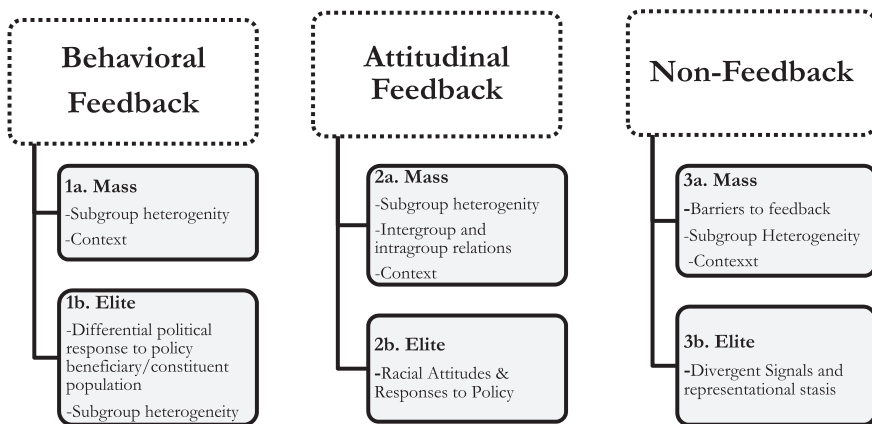 Behavioral
Feedback
1a. Mass
-Subgroup heterogenity
-Context
1b. Elite
-Differential political
response to policy
beneficiary/constituent
population
-Subgroup heterogeneity
Attitudinal
Feedback
2a. Mass
-Subgroup heterogenity
-Intergroup and
intragroup relations
-Context
2b. Elite
-Racial Attitudes &
Responses to Policy
Non-Feedback
3a. Mass
-Barriers to feedback
-Subgroup Heterogeneity
-Contexxt
3b. Elite
-Divergent Signals and
representational stasis